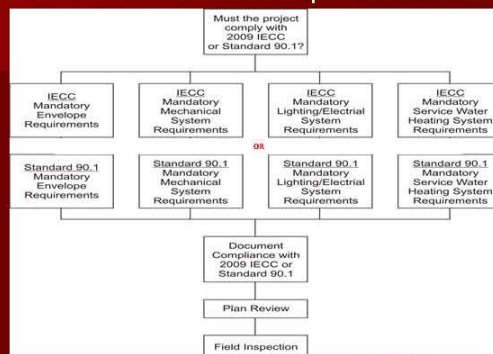 Must the project
comply with
2009 IECC
or Standard 90.1?
IECC
Mandatory
Envelope
Requirements
IECC
Mandatory
Mechanical
System
Requirements
IECC
Mandatory
Lighting/Electrial
System
Requirements
IECC
Mandatory
Service Water
Heating System
Requirements
OR
Standard 90.1
Mandatory
Envelope
Requirements
Standard 90.1
Mandatory
Mechanical
System
Requirements
Standard 90.1
Mandatory
Lighting/Electrial
System
Requirements
Standard 90.1
Mandatory
Service Water
Heating System
Requirements
Document
Compliance with
2009 IECC or
Standard 90.1
Plan Review
Field Inspection